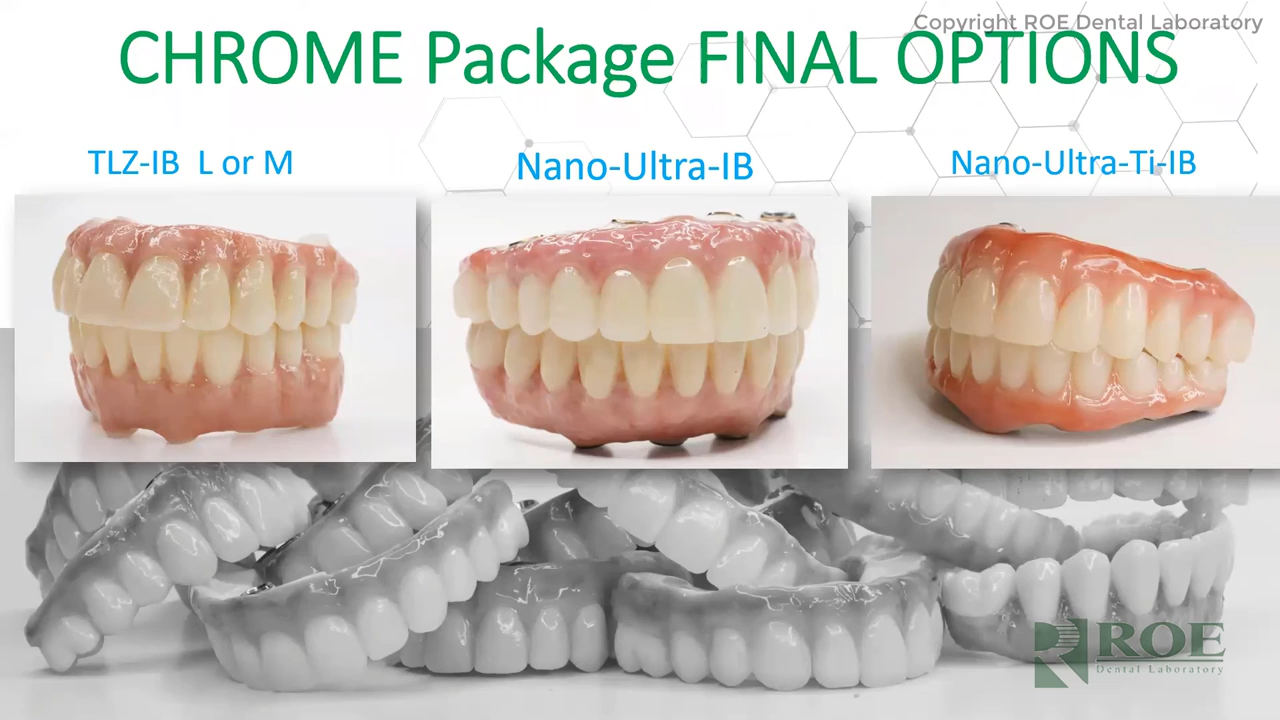 Copyright ROE Dental Laboratory
CHROME Package FINAL OPTIONS
TLZ-IB L or M
Nano-Ultra-IB
Nano-Ultra-Ti-IB
ROE
Dental Laboratory